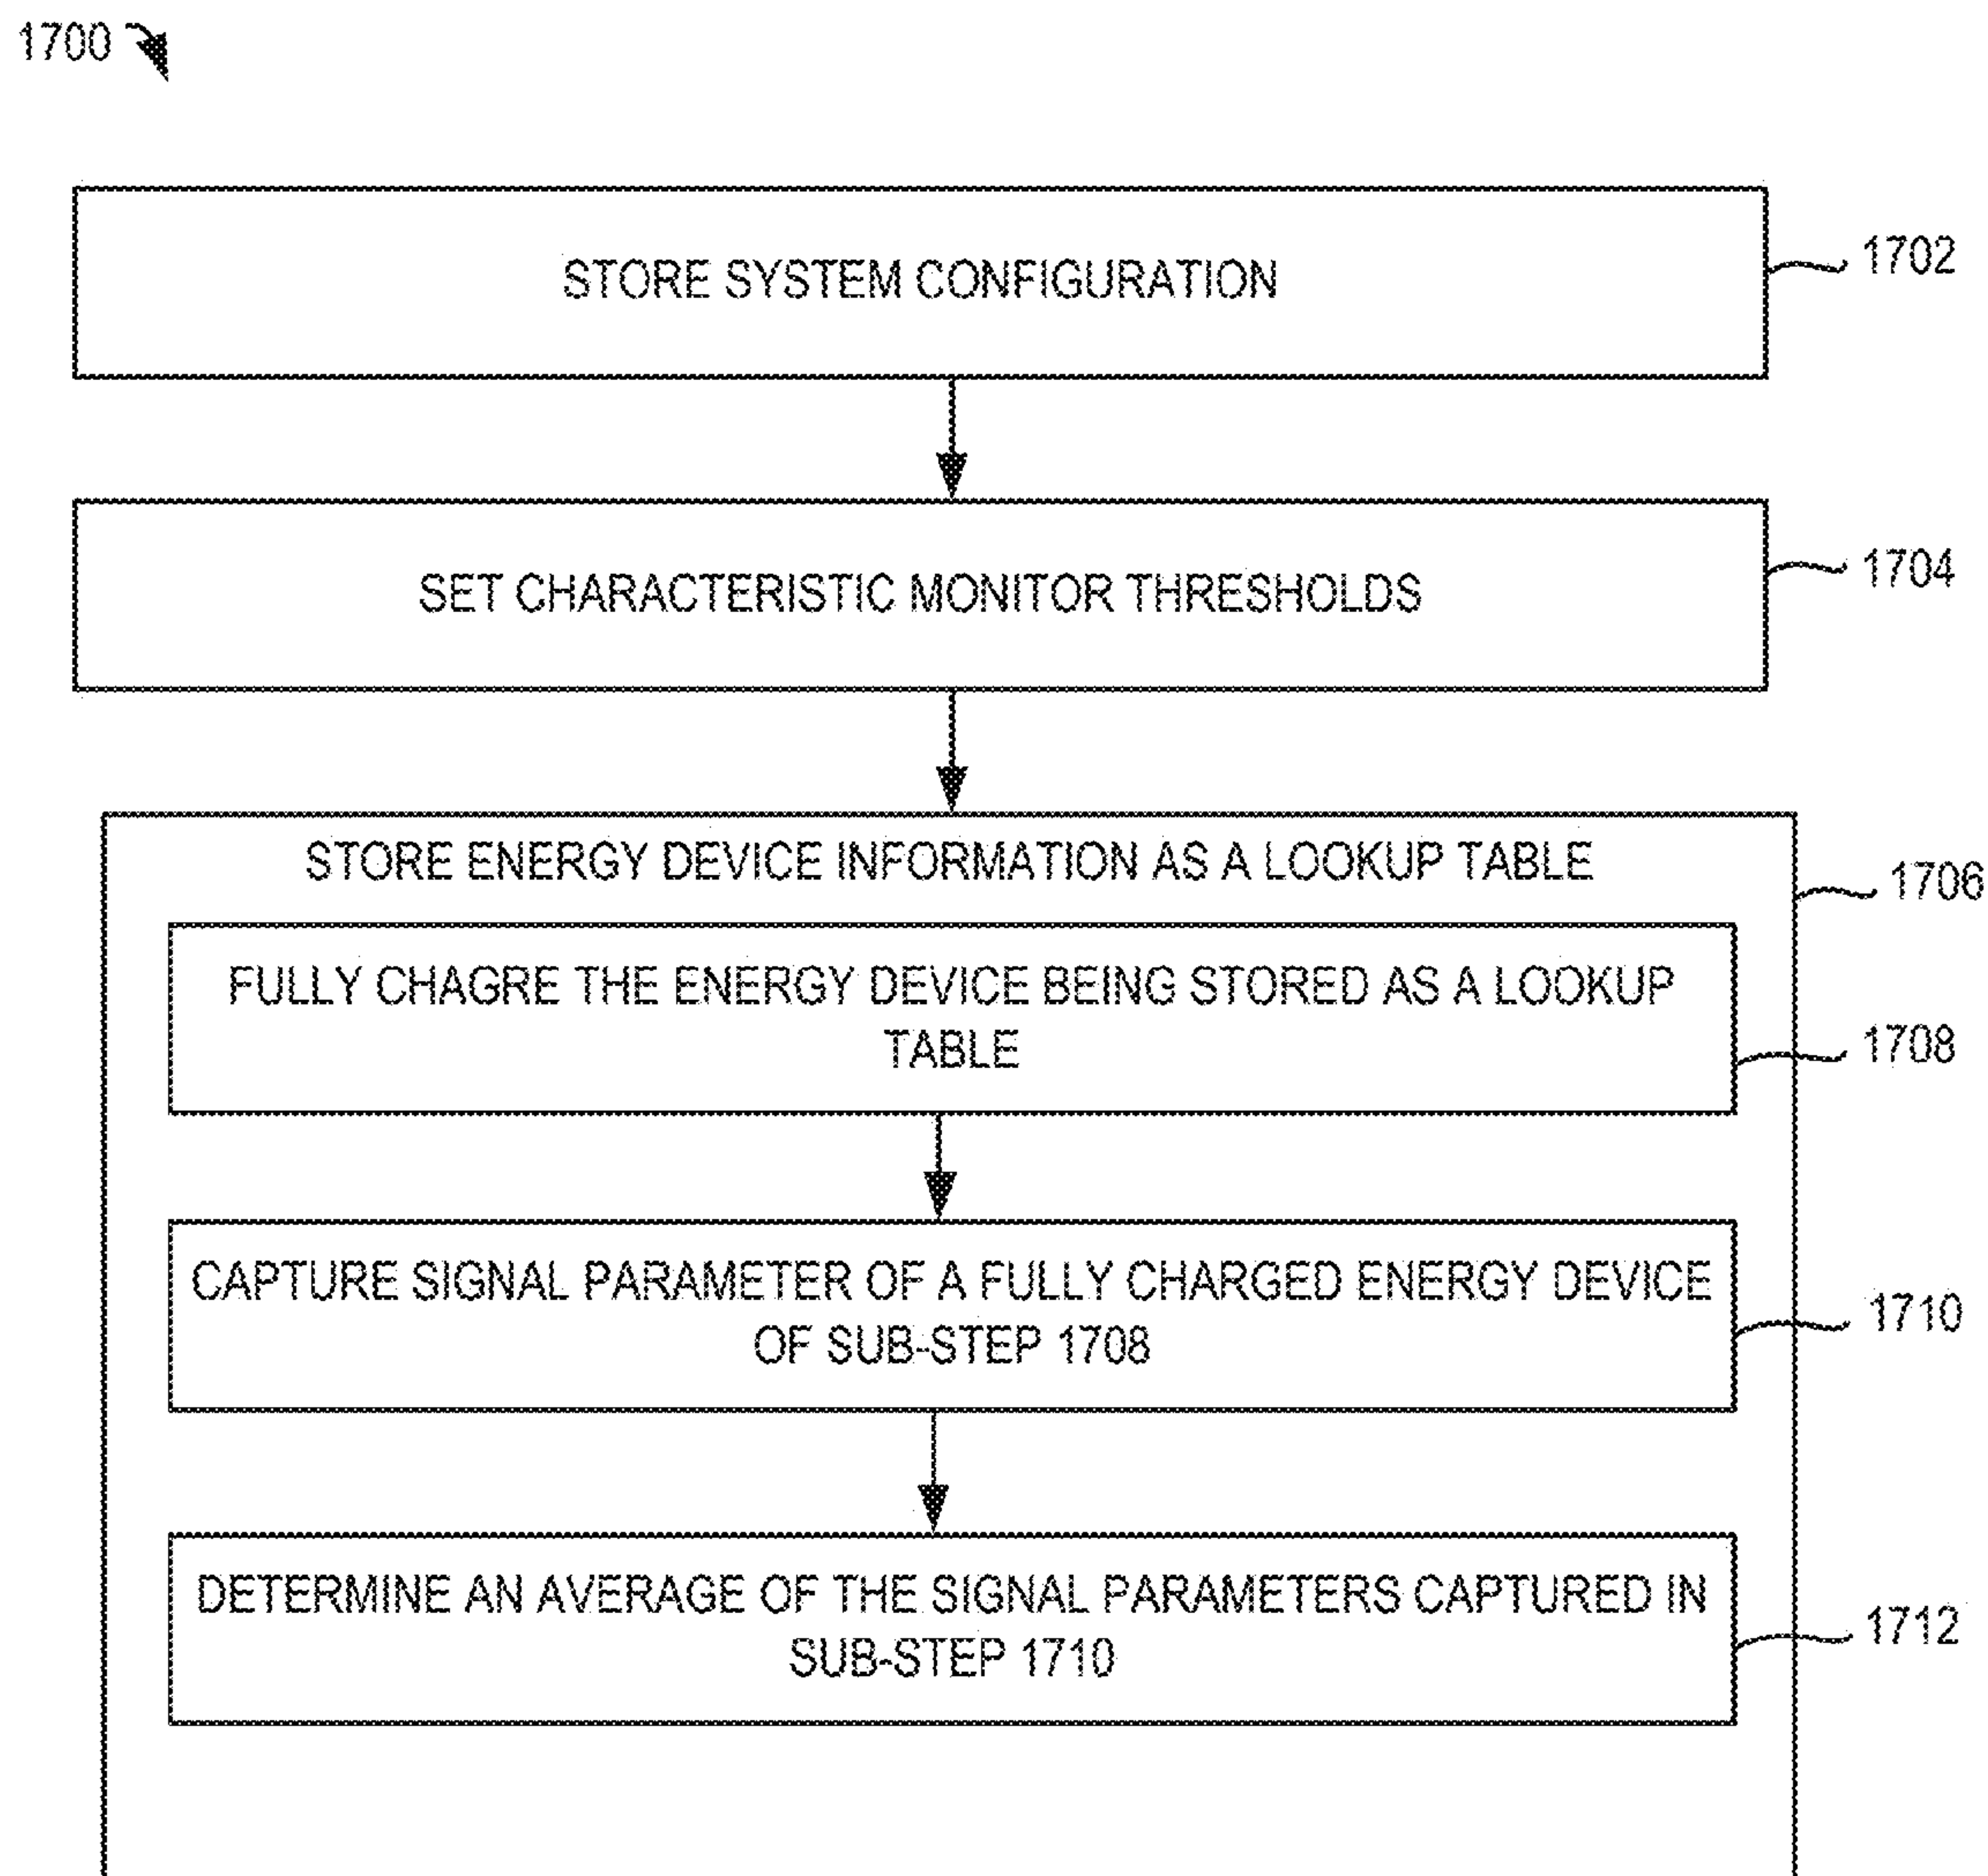 1700
STORE SYSTEM CONFIGURATION
1702
SET CHARACTERISTIC MONITOR THRESHOLDS
1704
STORE ENERGY DEVICE INFORMATION AS A LOOKUP TABLE
1706
FULLY CHAGRE THE ENERGY DEVICE BEING STORED AS A LOOKUP
TABLE
1708
CAPTURE SIGNAL PARAMETER OF A FULLY CHARGED ENERGY DEVICE
OF SUB-STEP 1708
1710
DETERMINE AN AVERAGE OF THE SIGNAL PARAMETERS CAPTURED IN
SUB-STEP 1710
1712